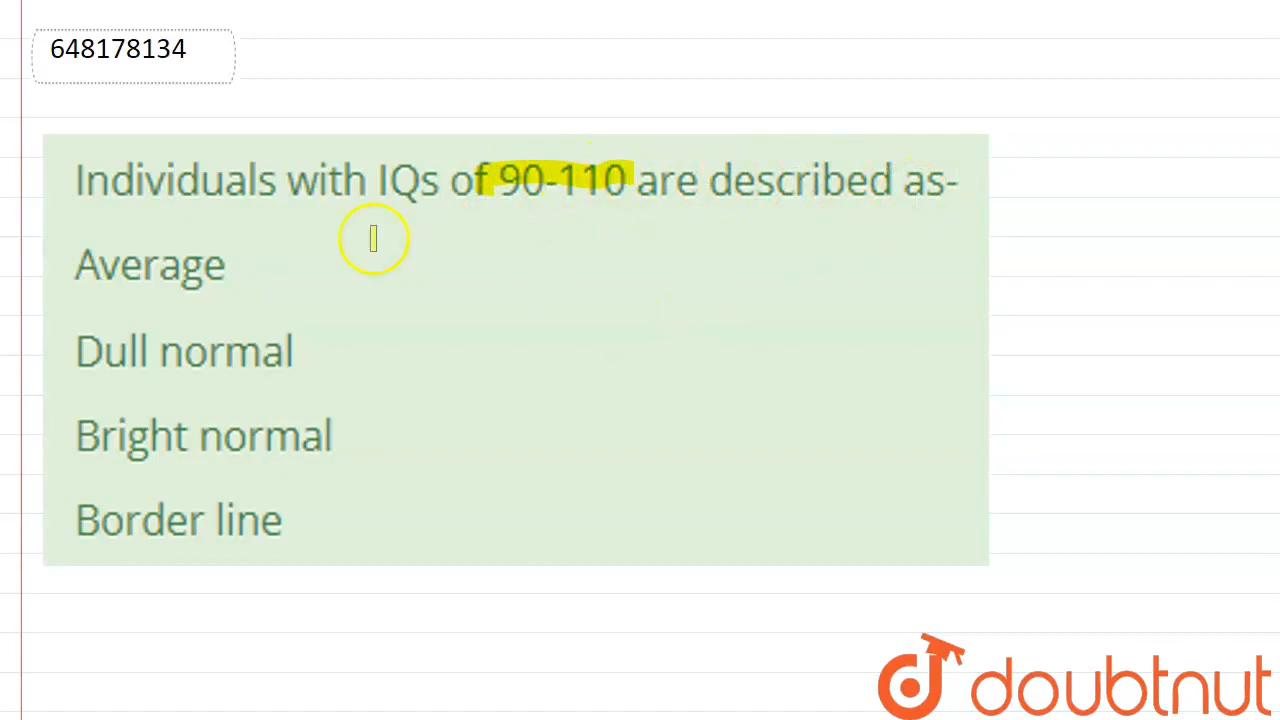 648178134
Individuals with IQs of 90-110 are described as-
Average
Dull normal
Bright normal
Border line
doubtnut